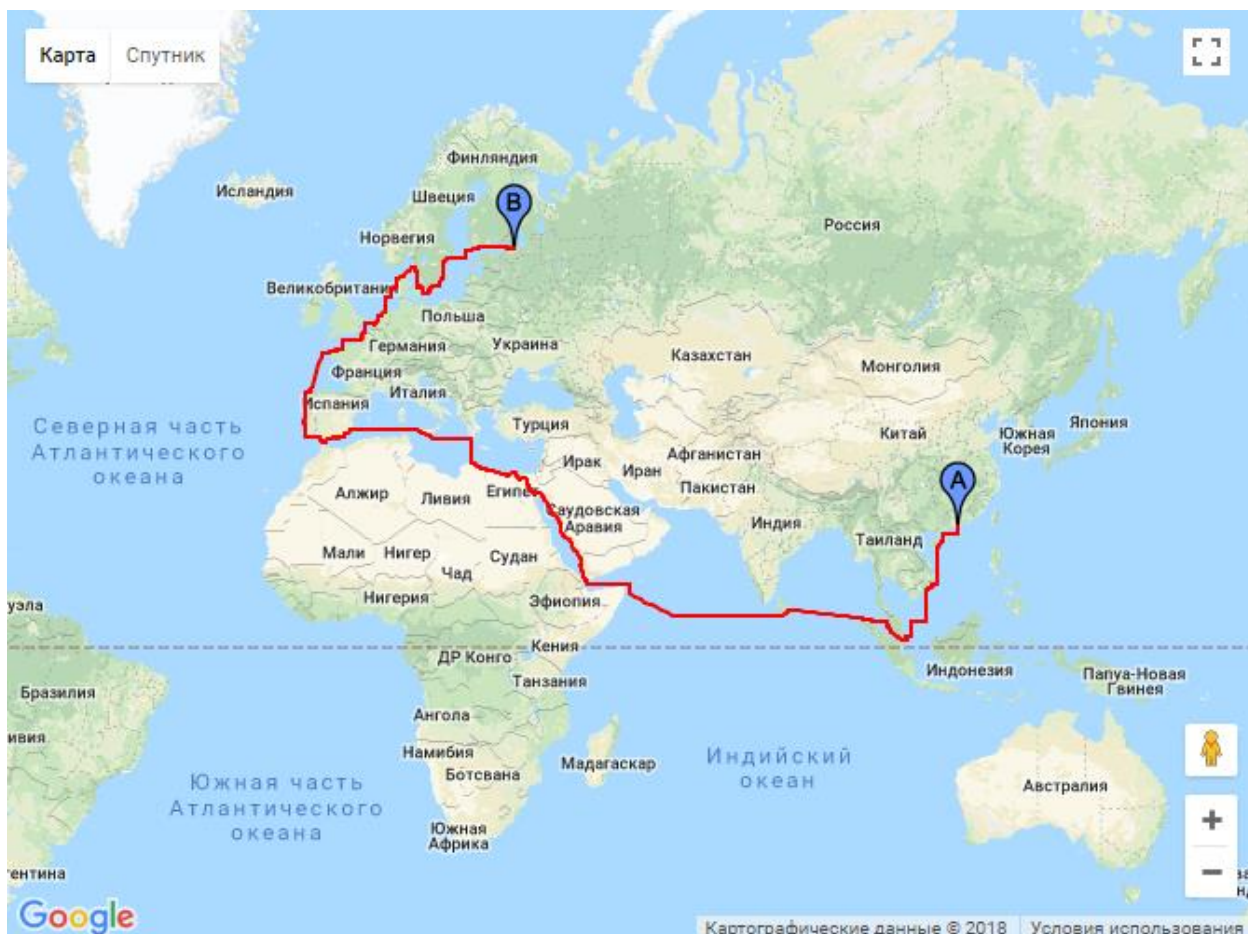 Карта
Спутник
Финляндия
Исландия
Швеция
B
Россия
Норвегия
Великобритания
Польша
Украина
Германия
Казахстан
Монголия
Франция
Италия
Испания
Турция
Китай
Япония
Южная
Корея
Северная часть
Атлантического
океана
Ирак
Иран
Афганистан
Пакистан
A
Алжир
Ливия
Египет
Саудовская
Аравия
Индия
Таиланд
Мали
Нигер
Судан
Чад
Нигерия
Эфиопия
уэла
ДР Конго
Кения
Танзания
Индонезия
Папуа-Новая
Гвинея
Бразилия
Ангола
ивия
Намибия
Ботсвана
Мадагаскар
Индийский
океан
Австралия
Южная часть
Атлантического
океана
Южная
Африка
гентина
Google
Картографические данные © 2018
Условия использования